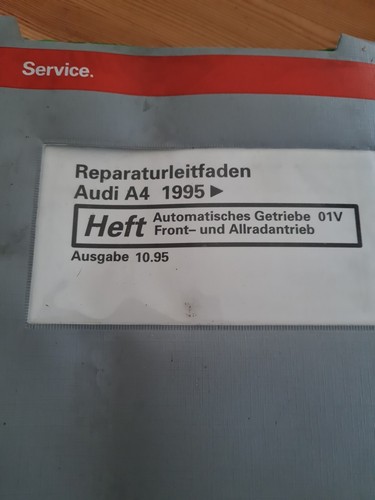 Service.
Reparaturleitfaden
Audi A4 1995 ►
Heft Automatisches Getriebe 01V
Front- und Allradantrieb
Ausgabe 10.95